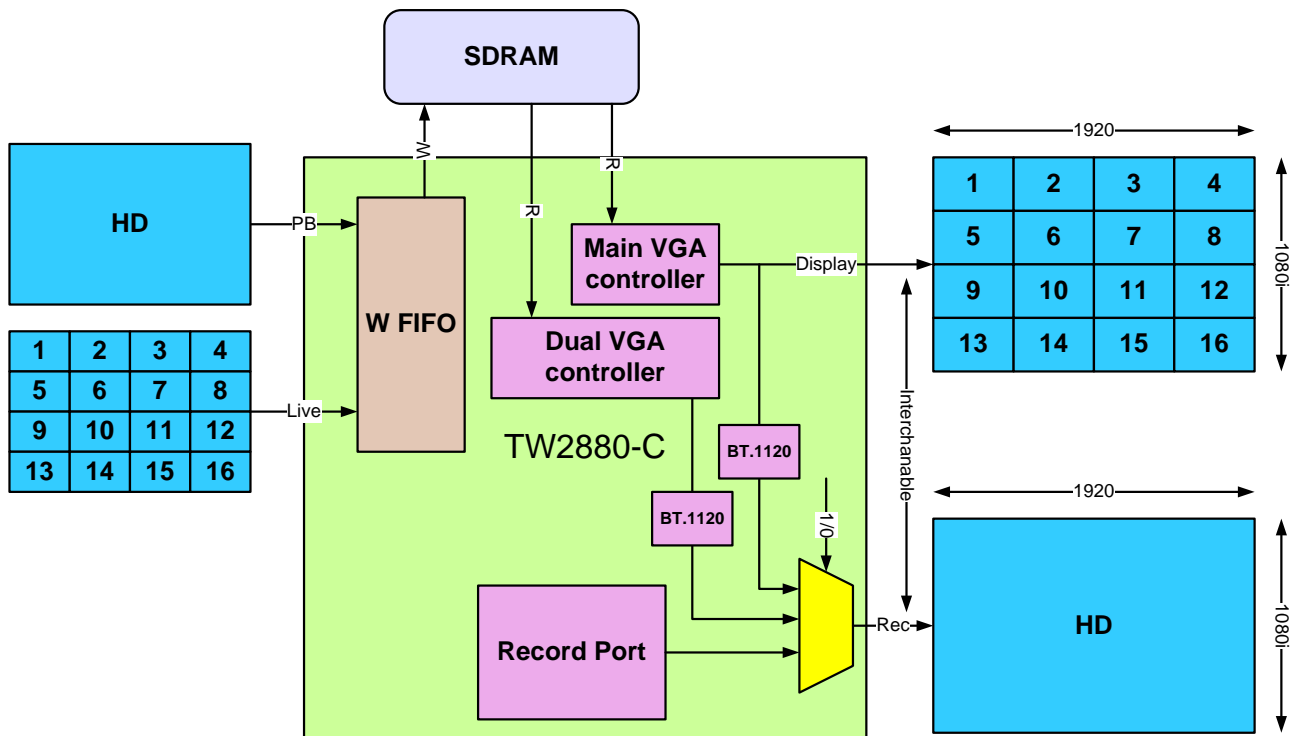 SDRAM
HD
PB
1 2 3 4
5 6 7 8
9 10 11 12
13 14 15 16
Live
W
R
R
W FIFO
Main VGA
controller
Dual VGA
controller
TW2880-C
BT.1120
BT.1120
1/0
Record Port
Display
Interchanable
Rec
1920
1 2 3 4
5 6 7 8
9 10 11 12
13 14 15 16
1080i
1920
HD
1080i